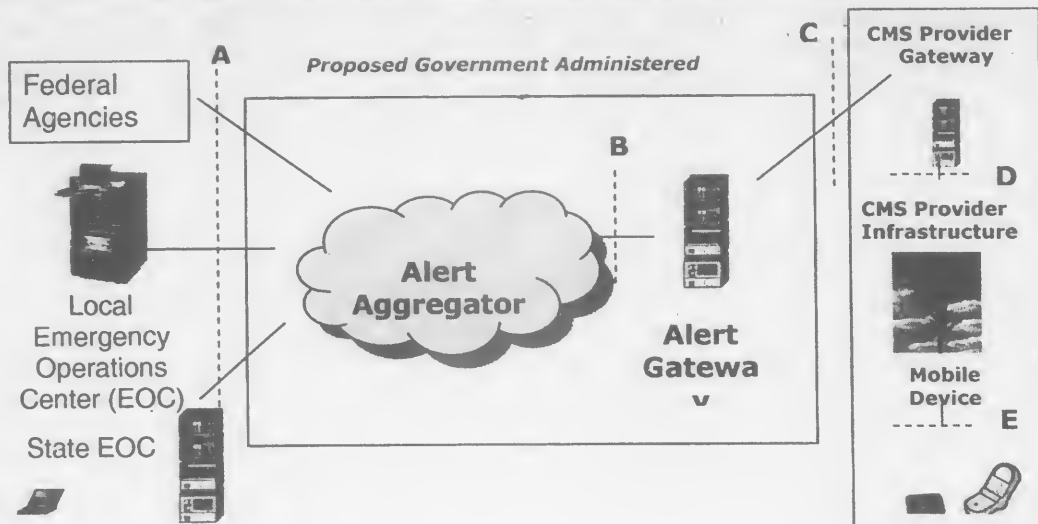 A
Proposed Government Administered
C
CMS Provider
Gateway
Federal
Agencies
B
D
CMS Provider
Infrastructure
Alert
Aggregator
Local
Emergency
Operations
Center (EOC)
Alert
Gatewa
y
Mobile
Device
E
State EOC